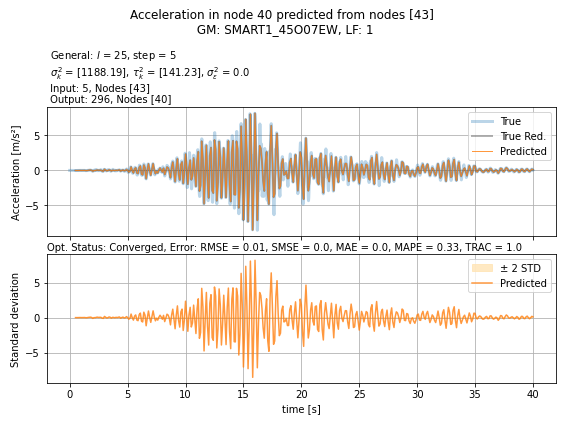 Acceleration in node 40 predicted from nodes [43]
GM: SMART1_45O07EW, LF: 1
General: l = 25, step = 5
σ²ₖ = [1188.19], τ²ₖ = [141.23], σ²ε = 0.0
Input: 5, Nodes [43]
Output: 296, Nodes [40]
Acceleration [m/s²]
5
0
−5
True
True Red.
Predicted
Opt. Status: Converged, Error: RMSE = 0.01, SMSE = 0.0, MAE = 0.0, MAPE = 0.33, TRAC = 1.0
Standard deviation
5
0
−5
± 2 STD
Predicted
0 5 10 15 20 25 30 35 40
time [s]